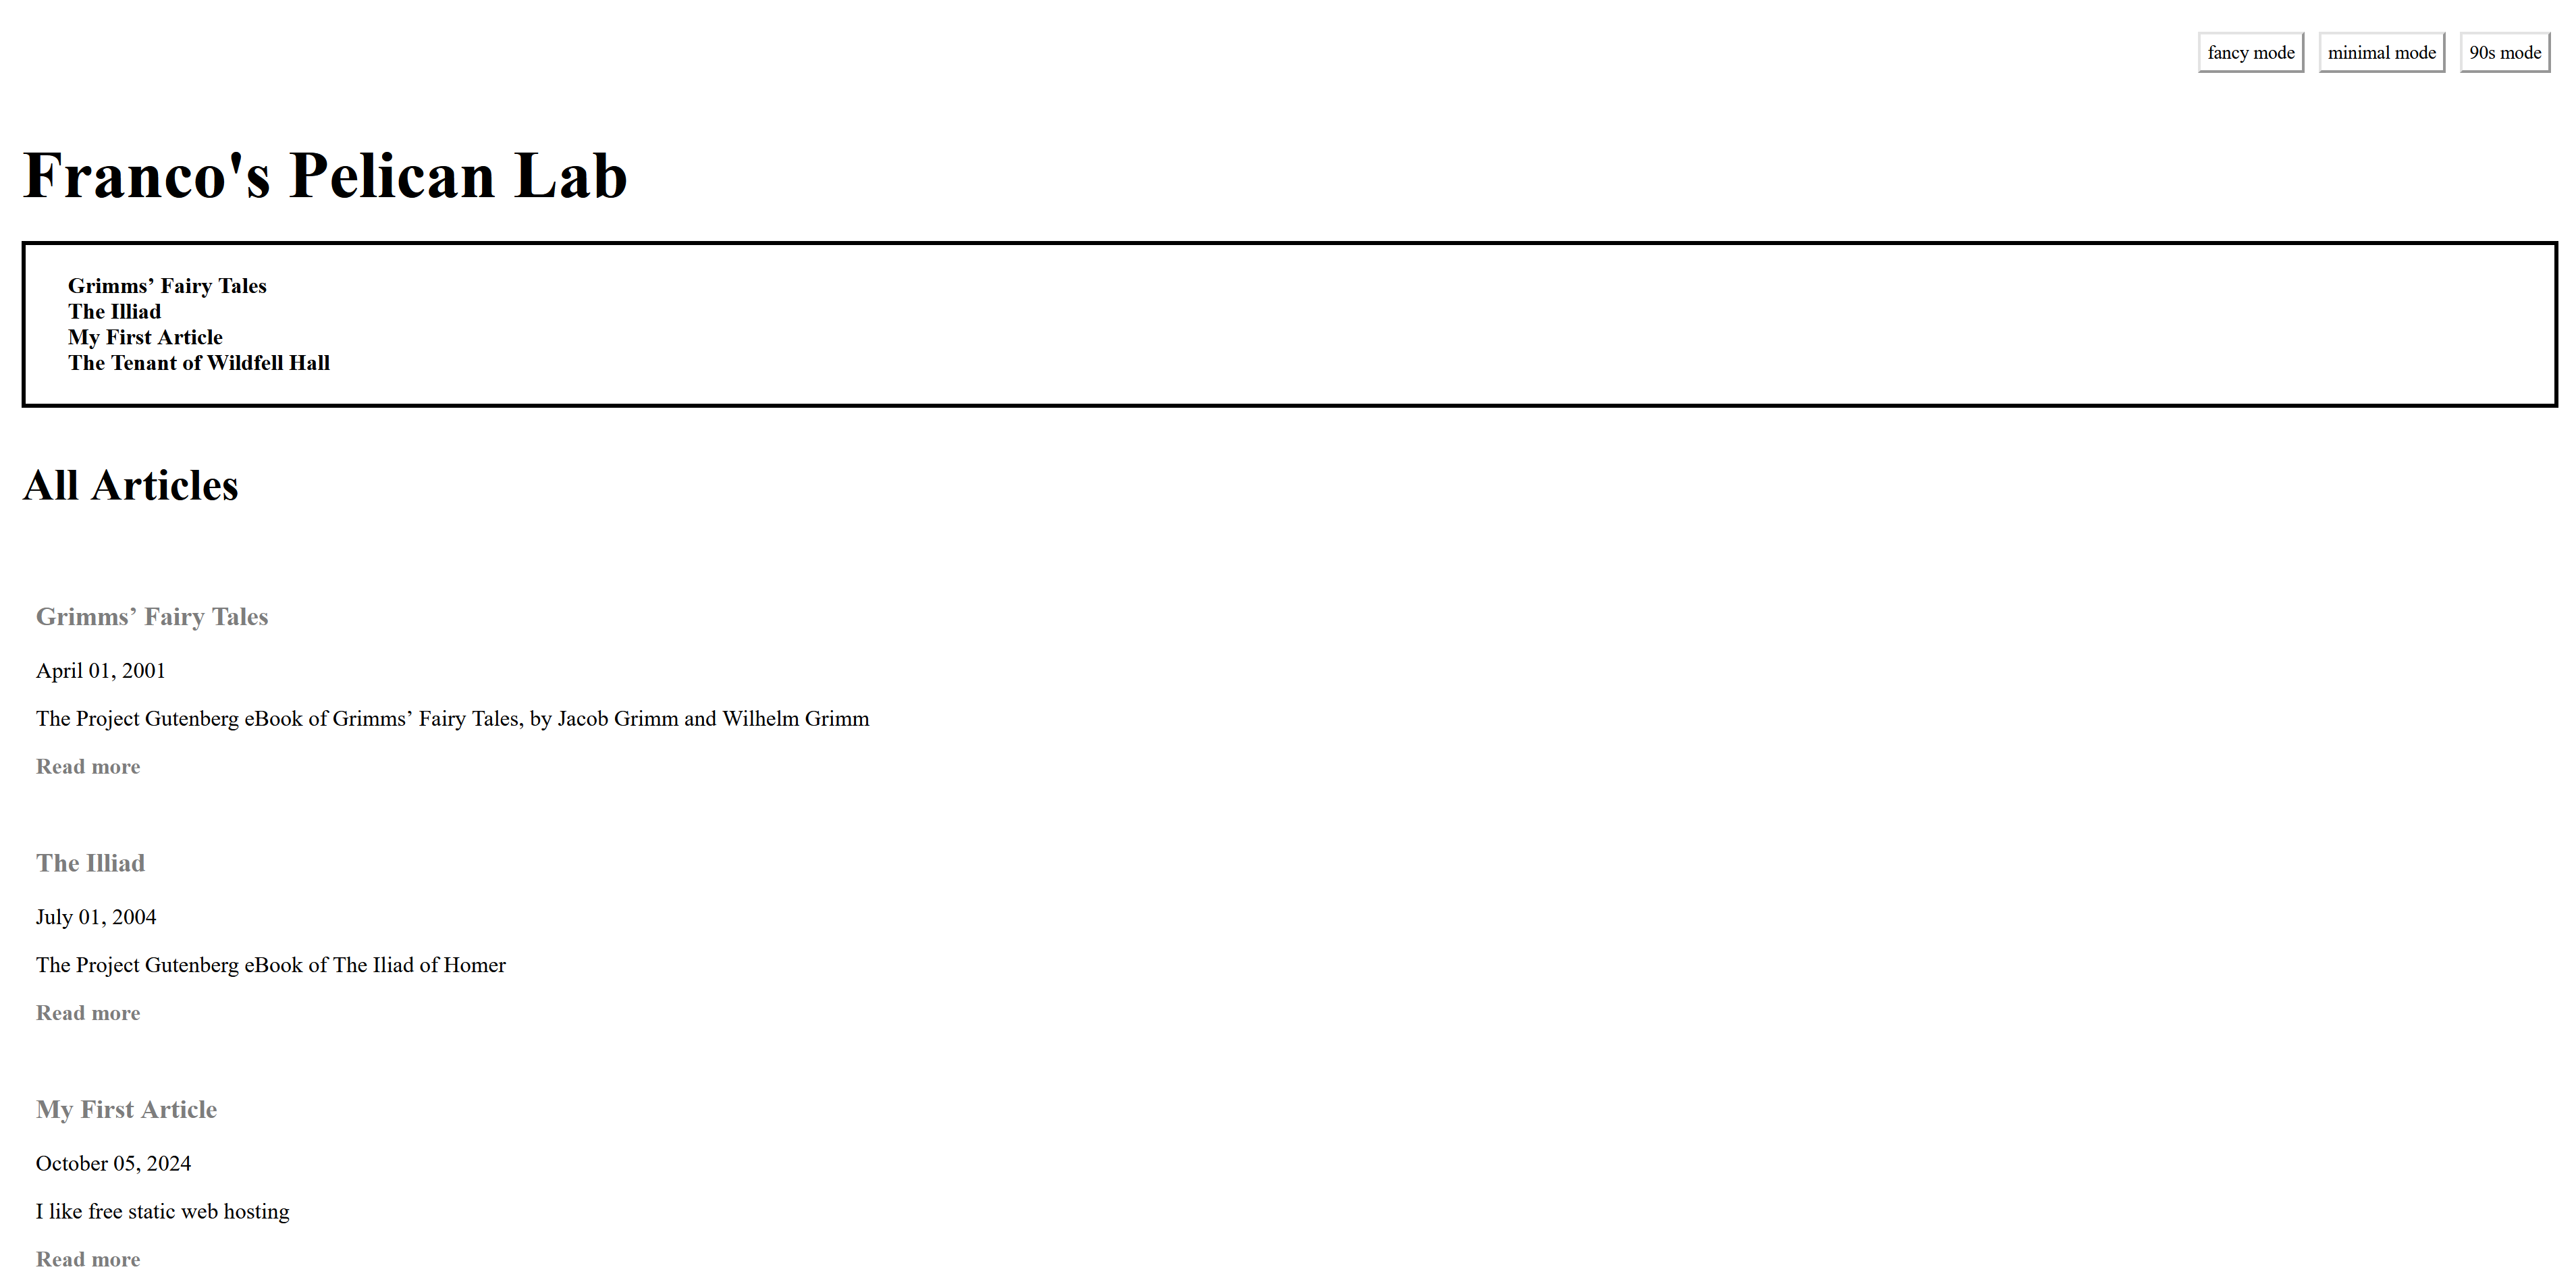 fancy mode minimal mode 90s mode
Franco's Pelican Lab
Grimms’ Fairy Tales
The Illiad
My First Article
The Tenant of Wildfell Hall
All Articles
Grimms’ Fairy Tales
April 01, 2001
The Project Gutenberg eBook of Grimms’ Fairy Tales, by Jacob Grimm and Wilhelm Grimm
Read more
The Illiad
July 01, 2004
The Project Gutenberg eBook of The Iliad of Homer
Read more
My First Article
October 05, 2024
I like free static web hosting
Read more